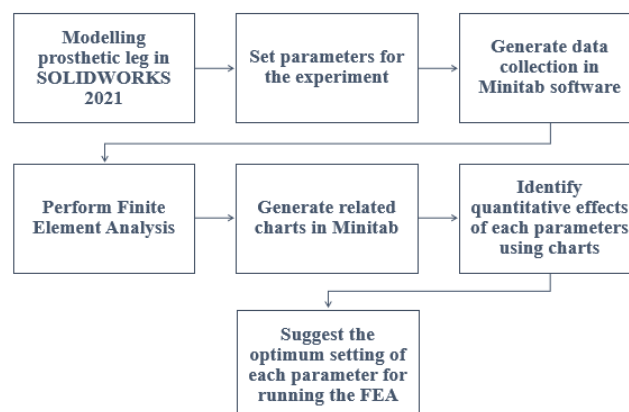 Modelling
prosthetic leg in
SOLIDWORKS
2021
Set parameters for
the experiment
Generate data
collection in
Minitab software
Perform Finite
Element Analysis
Generate related
charts in Minitab
Identify
quantitative effects
of each parameters
using charts
Suggest the
optimum setting of
each parameter for
running the FEA